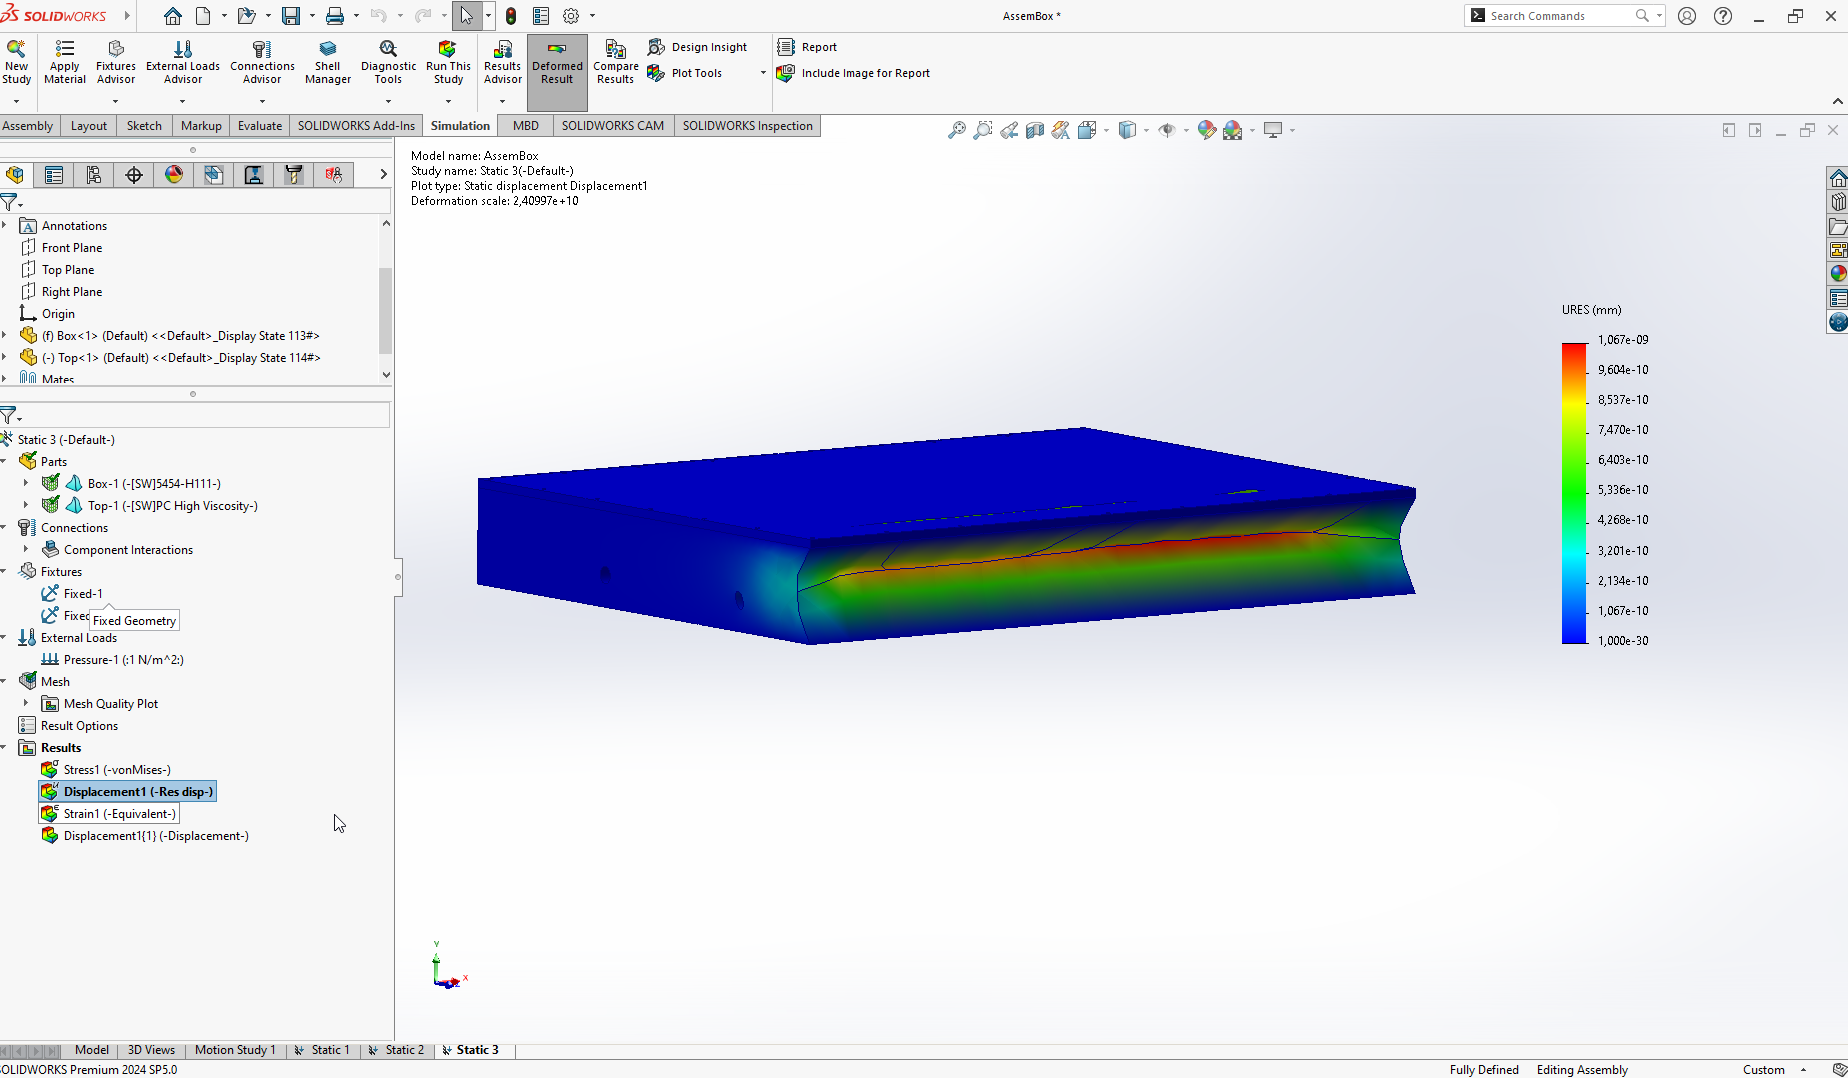 SOLIDWORKS
AssemBox *
Search Commands
New Study
Apply Material
Fixtures Advisor
External Loads Advisor
Connections Advisor
Shell Manager
Diagnostic Tools
Run This Study
Results Advisor
Deformed Result
Compare Results
Design Insight
Plot Tools
Report
Include Image for Report
Assembly
Layout
Sketch
Markup
Evaluate
SOLIDWORKS Add-Ins
Simulation
MBD
SOLIDWORKS CAM
SOLIDWORKS Inspection
Annotations
Front Plane
Top Plane
Right Plane
Origin
(f) Box<1> (Default) <<Default>_Display State 113#>
(-) Top<1> (Default) <<Default>_Display State 114#>
Mates
Static 3 (-Default-)
Parts
Box-1 (-[SW]5454-H111-)
Top-1 (-[SW]PC High Viscosity-)
Connections
Component Interactions
Fixtures
Fixed-1
Fixed
Fixed Geometry
External Loads
Pressure-1 (:1 N/m^2:)
Mesh
Mesh Quality Plot
Result Options
Results
Stress1 (-vonMises-)
Displacement1 (-Res disp-)
Strain1 (-Equivalent-)
Displacement1{1} (-Displacement-)
Model name: AssemBox
Study name: Static 3(-Default-)
Plot type: Static displacement Displacement1
Deformation scale: 2,40997e+10
URES (mm)
1,067e-09
9,604e-10
8,537e-10
7,470e-10
6,403e-10
5,336e-10
4,268e-10
3,201e-10
2,134e-10
1,067e-10
1,000e-30
Y
X
Z
Model
3D Views
Motion Study 1
Static 1
Static 2
Static 3
SOLIDWORKS Premium 2024 SP5.0
Fully Defined
Editing Assembly
Custom